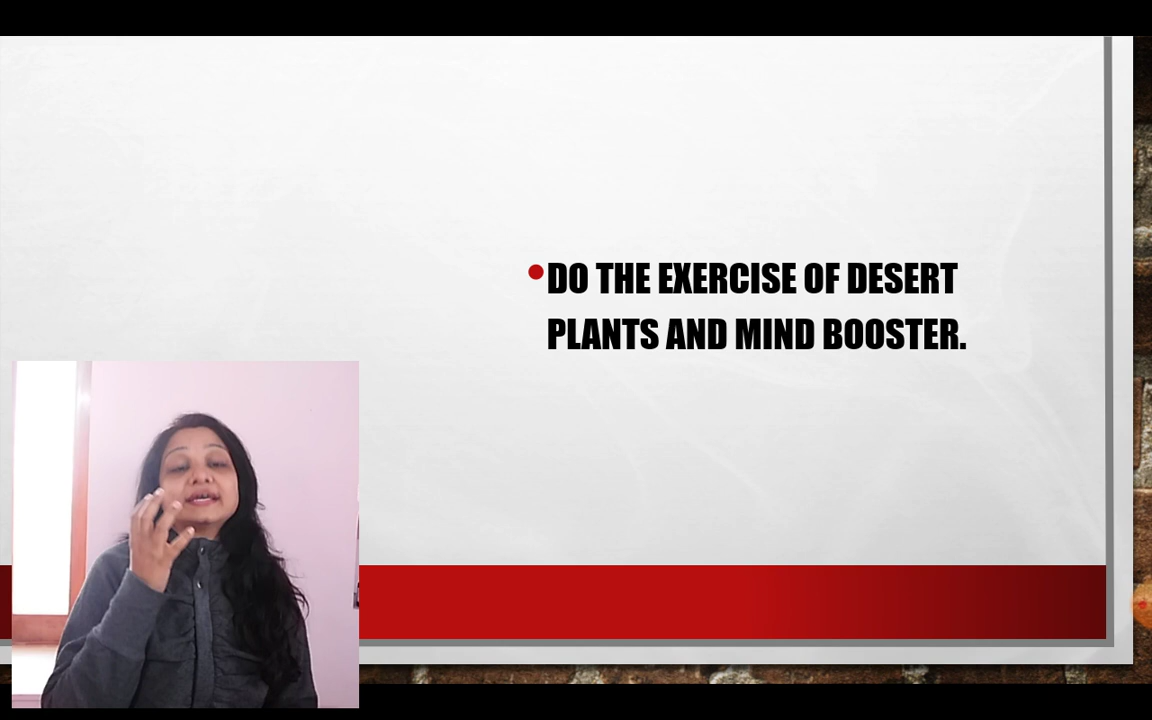 DO THE EXERCISE OF DESERT
PLANTS AND MIND BOOSTER.